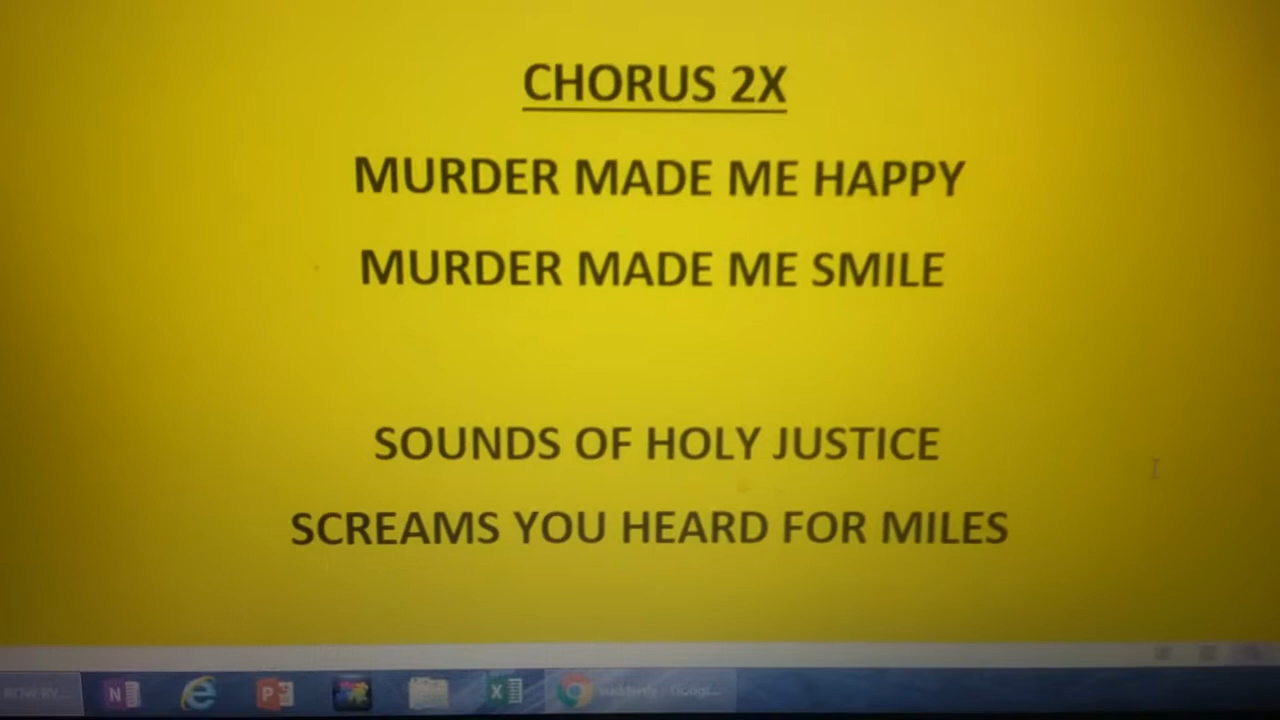 CHORUS 2X
MURDER MADE ME HAPPY
MURDER MADE ME SMILE
SOUNDS OF HOLY JUSTICE
SCREAMS YOU HEARD FOR MILES